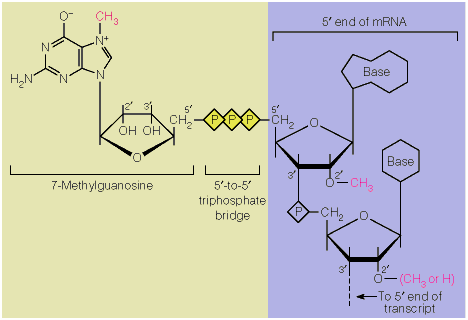 5′ end of mRNA
O⁻
CH₃
N
N⁺
H₂N
N
N
Base
5′
5′
2′
3′
CH₂
P P P
CH₂
O
OH OH
O
3′
2′
O—CH₃
Base
7-Methylguanosine
5′-to-5′
triphosphate
bridge
P
CH₂
O
3′
2′
O—(CH₃ or H)
To 5′ end of
transcript